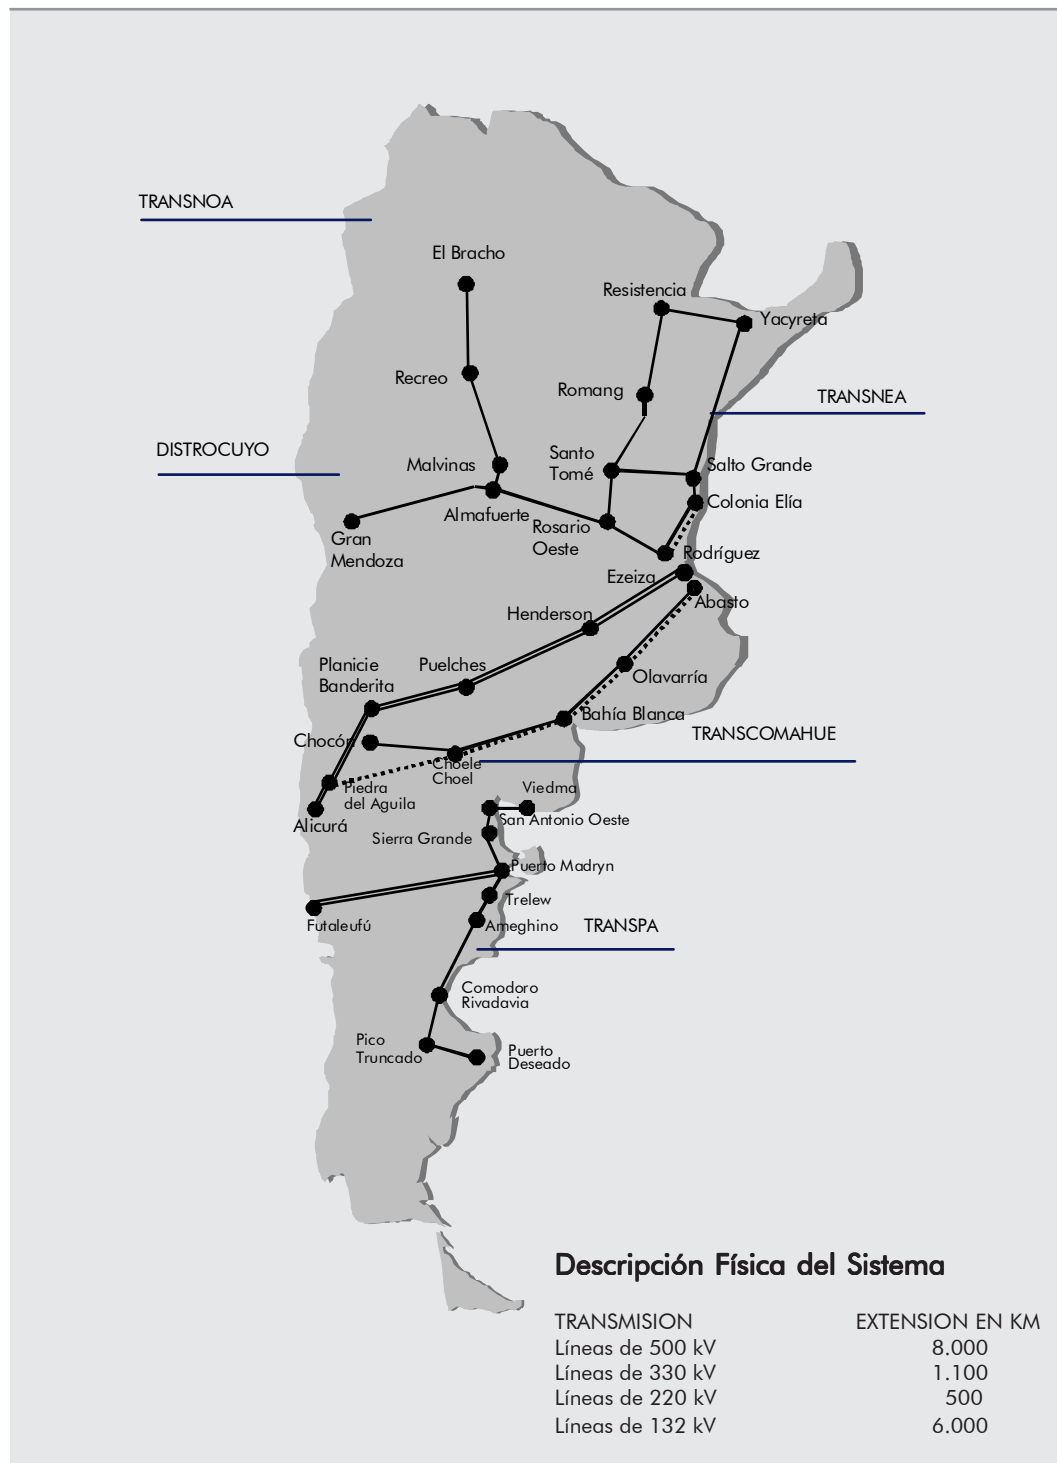 TRANSNOA
El Bracho
Resistencia
Yacyreta
Recreo
Romang
TRANSNEA
DISTROCUYO
Malvinas
Santo
Tomé
Salto Grande
Colonia Elía
Almafuerte
Rosario
Oeste
Gran
Mendoza
Rodríguez
Ezeiza
Abasto
Henderson
Planicie
Banderita
Puelches
Olavarría
Bahía Blanca
Chocón
TRANSCOMAHUE
Choele
Choel
Piedra
del Aguila
Viedma
Alicurá
San Antonio Oeste
Sierra Grande
Puerto Madryn
Trelew
Futaleufú
Ameghino
TRANSPA
Comodoro
Rivadavia
Pico
Truncado
Puerto
Deseado
Descripción Física del Sistema
TRANSMISION EXTENSION EN KM
Líneas de 500 kV 8.000
Líneas de 330 kV 1.100
Líneas de 220 kV 500
Líneas de 132 kV 6.000